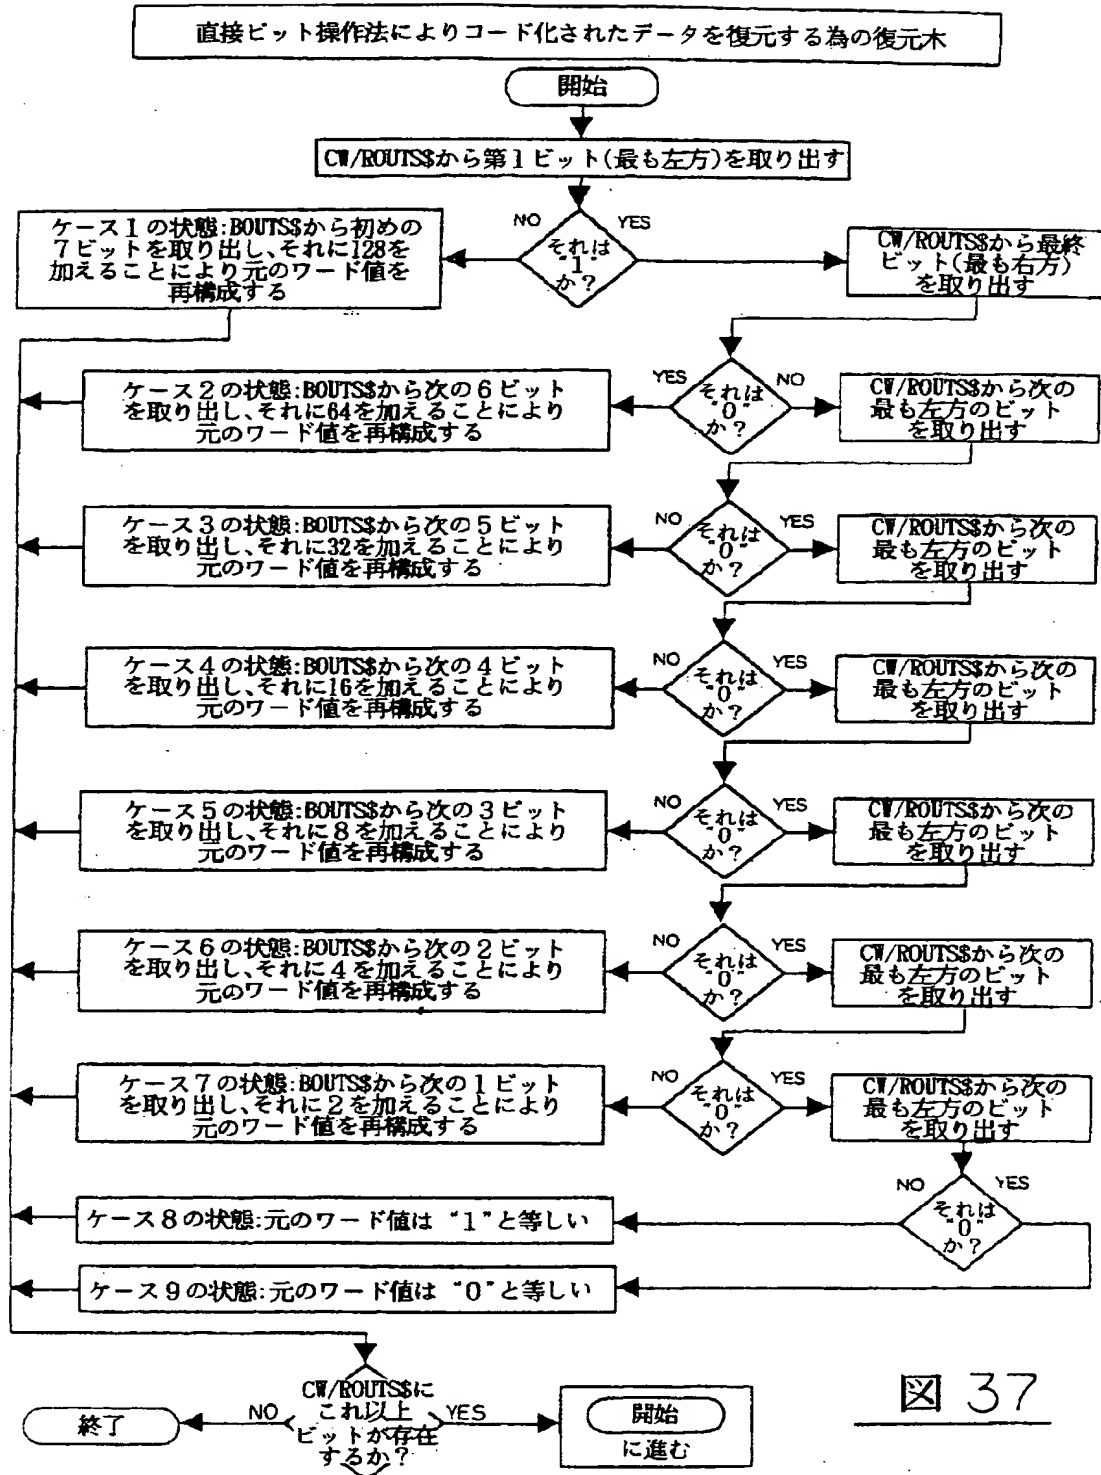 直接ビット操作法によりコード化されたデータを復元する為の復元木
開始
CW/ROUTS$から第1ビット(最も左方)を取り出す
NO
YES
それは
"1"
か?
ケース1の状態:BOUTS$から初めの
7ビットを取り出し、それに128を
加えることにより元のワード値を
再構成する
CW/ROUTS$から最終
ビット(最も右方)
を取り出す
YES
NO
それは
"0"
か?
ケース2の状態:BOUTS$から次の6ビット
を取り出し、それに64を加えることにより
元のワード値を再構成する
CW/ROUTS$から次の
最も左方のビット
を取り出す
NO
YES
それは
"0"
か?
ケース3の状態:BOUTS$から次の5ビット
を取り出し、それに32を加えることにより
元のワード値を再構成する
CW/ROUTS$から次の
最も左方のビット
を取り出す
NO
YES
それは
"0"
か?
ケース4の状態:BOUTS$から次の4ビット
を取り出し、それに16を加えることにより
元のワード値を再構成する
CW/ROUTS$から次の
最も左方のビット
を取り出す
NO
YES
それは
"0"
か?
ケース5の状態:BOUTS$から次の3ビット
を取り出し、それに8を加えることにより
元のワード値を再構成する
CW/ROUTS$から次の
最も左方のビット
を取り出す
NO
YES
それは
"0"
か?
ケース6の状態:BOUTS$から次の2ビット
を取り出し、それに4を加えることにより
元のワード値を再構成する
CW/ROUTS$から次の
最も左方のビット
を取り出す
NO
YES
それは
"0"
か?
ケース7の状態:BOUTS$から次の1ビット
を取り出し、それに2を加えることにより
元のワード値を再構成する
CW/ROUTS$から次の
最も左方のビット
を取り出す
NO
YES
それは
"0"
か?
ケース8の状態:元のワード値は "1"と等しい
ケース9の状態:元のワード値は "0"と等しい
CW/ROUTS$に
これ以上
ビットが存在
するか?
NO
YES
終了
開始
に進む
図 37